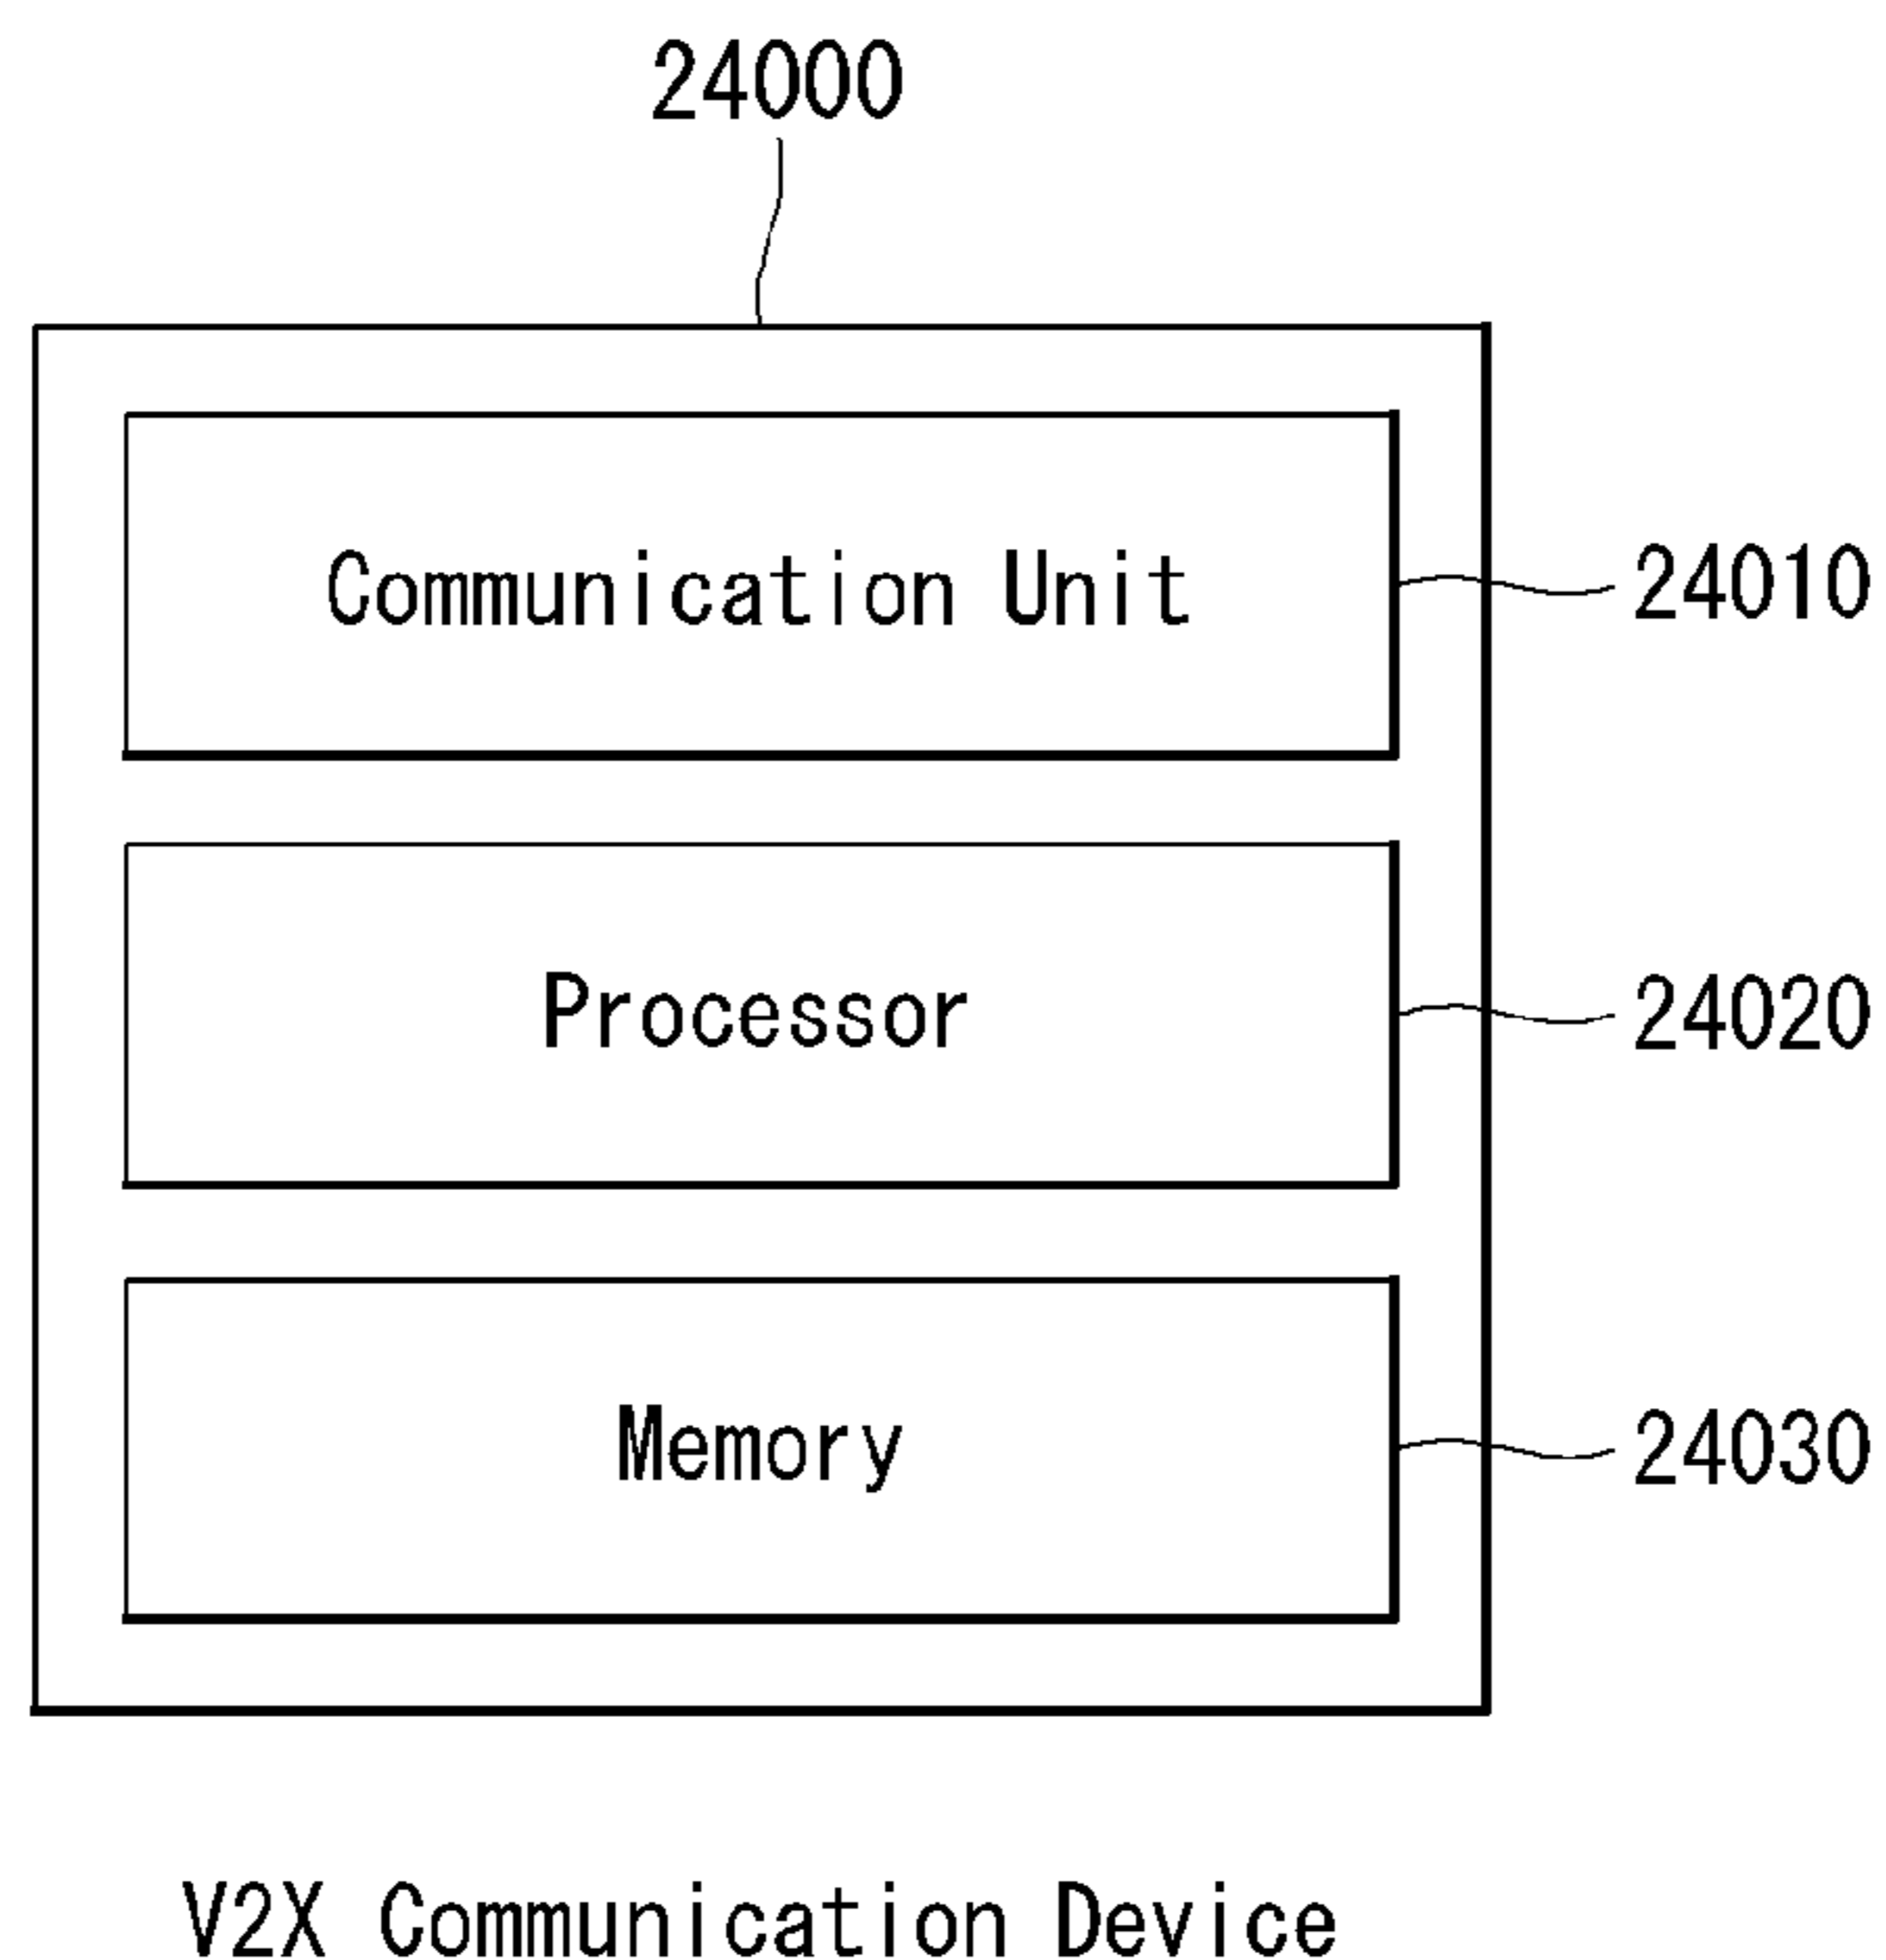 24000
Communication Unit
24010
Processor
24020
Memory
24030
V2X Communication Device